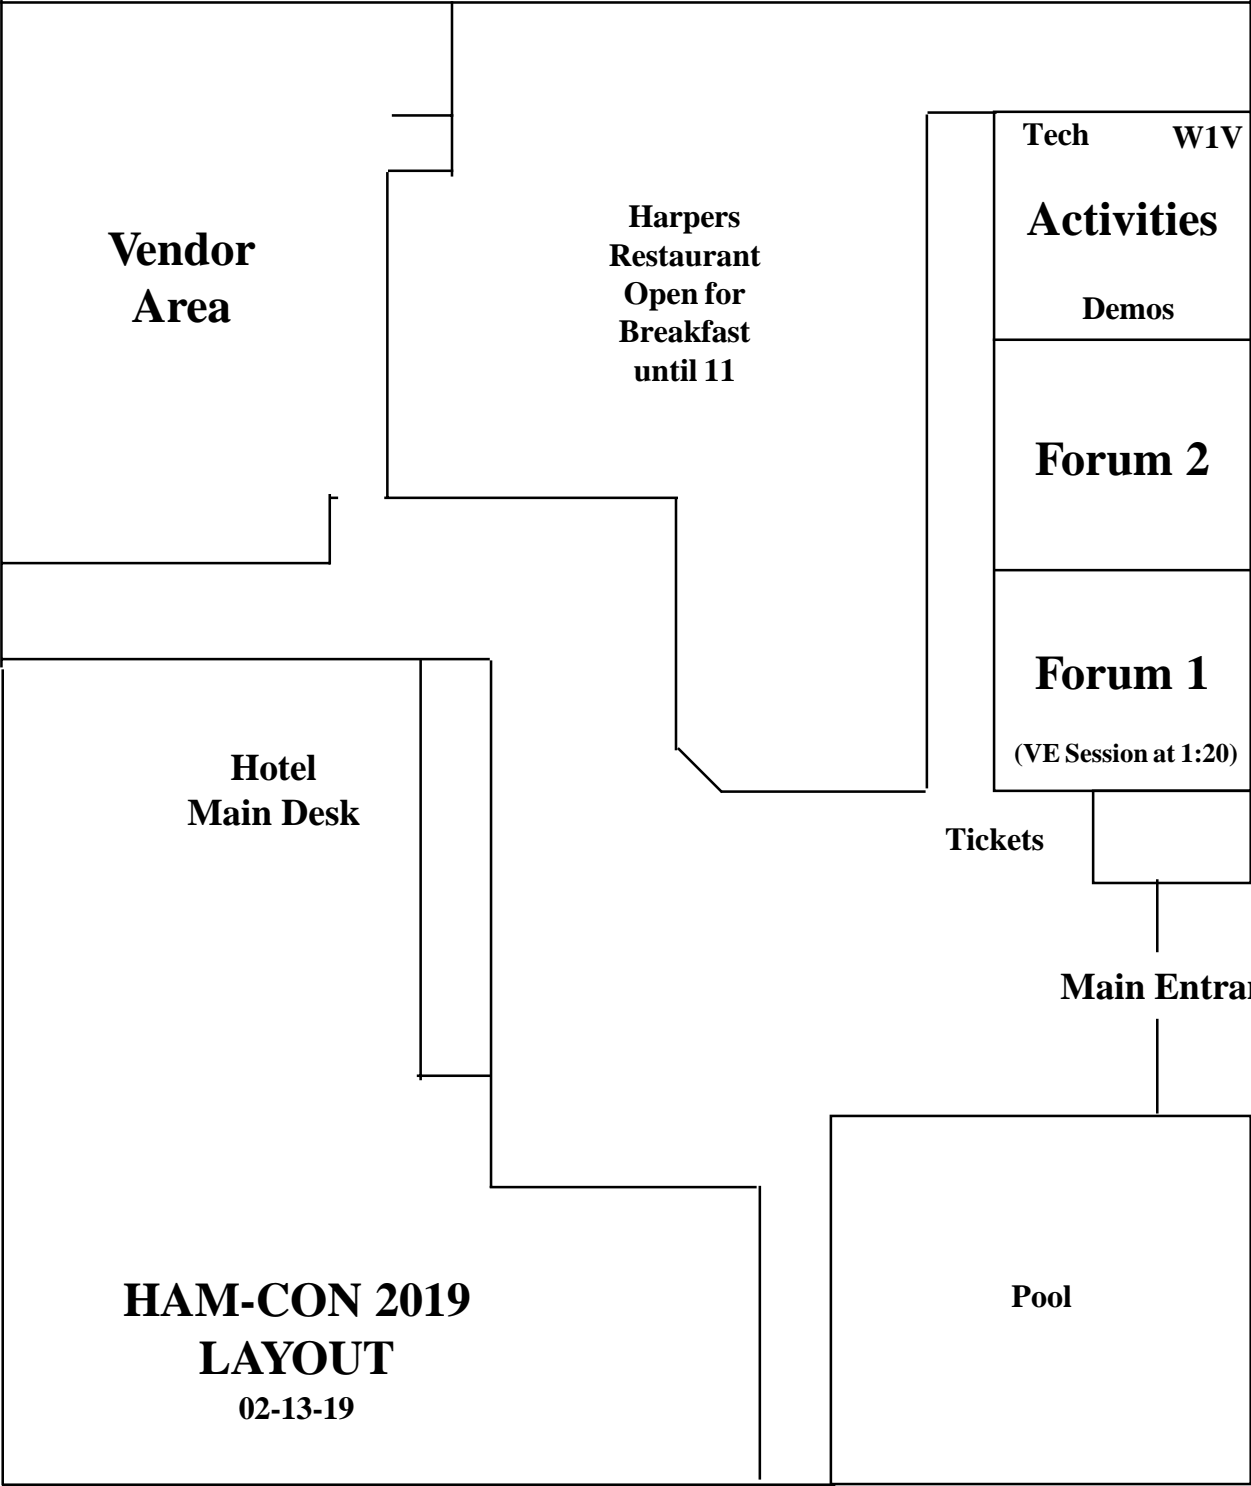 Tech W1V
Activities
Demos
Vendor
Area
Harpers
Restaurant
Open for
Breakfast
until 11
Forum 2
Forum 1
(VE Session at 1:20)
Hotel
Main Desk
Tickets
Main Entra
HAM-CON 2019
LAYOUT
02-13-19
Pool